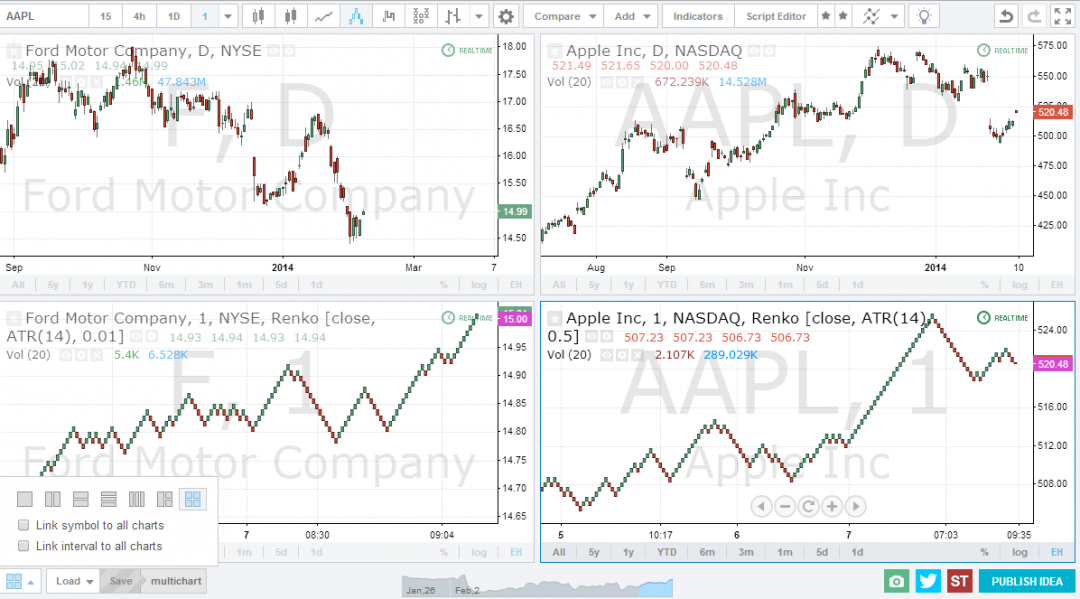 AAPL 15 4h 1D 1 Compare Add Indicators Script Editor
Ford Motor Company, D, NYSE REALTIME
14.95 15.02 14.94 14.99
Vol (20) 47.843M
F, D
Ford Motor Company
18.00
17.50
17.00
16.50
16.00
15.50
14.99
14.50
Sep Nov 2014 Mar 7
All 5y 1y YTD 6m 3m 1m 5d 1d % log EH
Apple Inc, D, NASDAQ REALTIME
521.49 521.65 520.00 520.48
Vol (20) 672.239K 14.528M
AAPL, D
Apple Inc
575.00
550.00
520.48
500.00
475.00
450.00
425.00
Aug Sep Nov 2014 10
All 5y 1y YTD 6m 3m 1m 5d 1d % log EH
Ford Motor Company, 1, NYSE, Renko [close, REALTIME
ATR(14), 0.01] 14.93 14.94 14.93 14.94
Vol (20) 5.4K 6.528K
F, 1
Ford Motor Company
15.00
14.95
14.90
14.85
14.80
14.75
14.70
14.65
7 08:30 09:04
1m 5d 1d % log EH
Apple Inc, 1, NASDAQ, Renko [close, ATR(14), REALTIME
0.5] 507.23 507.23 506.73 506.73
Vol (20) 2.107K 289.029K
AAPL, 1
Apple Inc
524.00
520.48
516.00
512.00
508.00
5 10:17 6 7 07:03 09:35
All 5y 1y YTD 6m 3m 1m 5d 1d % log EH
Link symbol to all charts
Link interval to all charts
Load Save multichart
Jan,26 Feb,2
ST PUBLISH IDEA